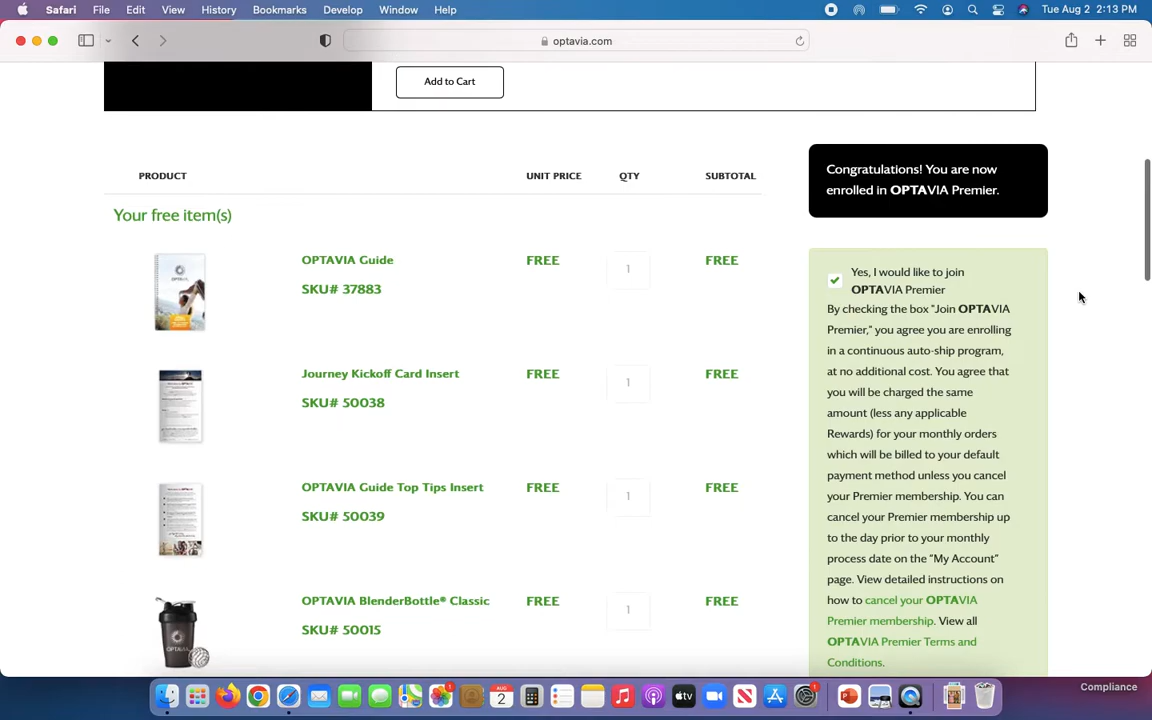 Safari File Edit View History Bookmarks Develop Window Help Tue Aug 2 2:13 PM
optavia.com
Add to Cart
PRODUCT UNIT PRICE QTY SUBTOTAL
Your free item(s)
OPTAVIA Guide FREE 1 FREE
SKU# 37883
Journey Kickoff Card Insert FREE 1 FREE
SKU# 50038
OPTAVIA Guide Top Tips Insert FREE 1 FREE
SKU# 50039
OPTAVIA BlenderBottle® Classic FREE 1 FREE
SKU# 50015
Congratulations! You are now
enrolled in OPTAVIA Premier.
Yes, I would like to join
OPTAVIA Premier
By checking the box "Join OPTAVIA
Premier," you agree you are enrolling
in a continuous auto-ship program,
at no additional cost. You agree that
you will be charged the same
amount (less any applicable
Rewards) for your monthly orders
which will be billed to your default
payment method unless you cancel
your Premier membership. You can
cancel your Premier membership up
to the day prior to your monthly
process date on the "My Account"
page. View detailed instructions on
how to cancel your OPTAVIA
Premier membership. View all
OPTAVIA Premier Terms and
Conditions.
Compliance